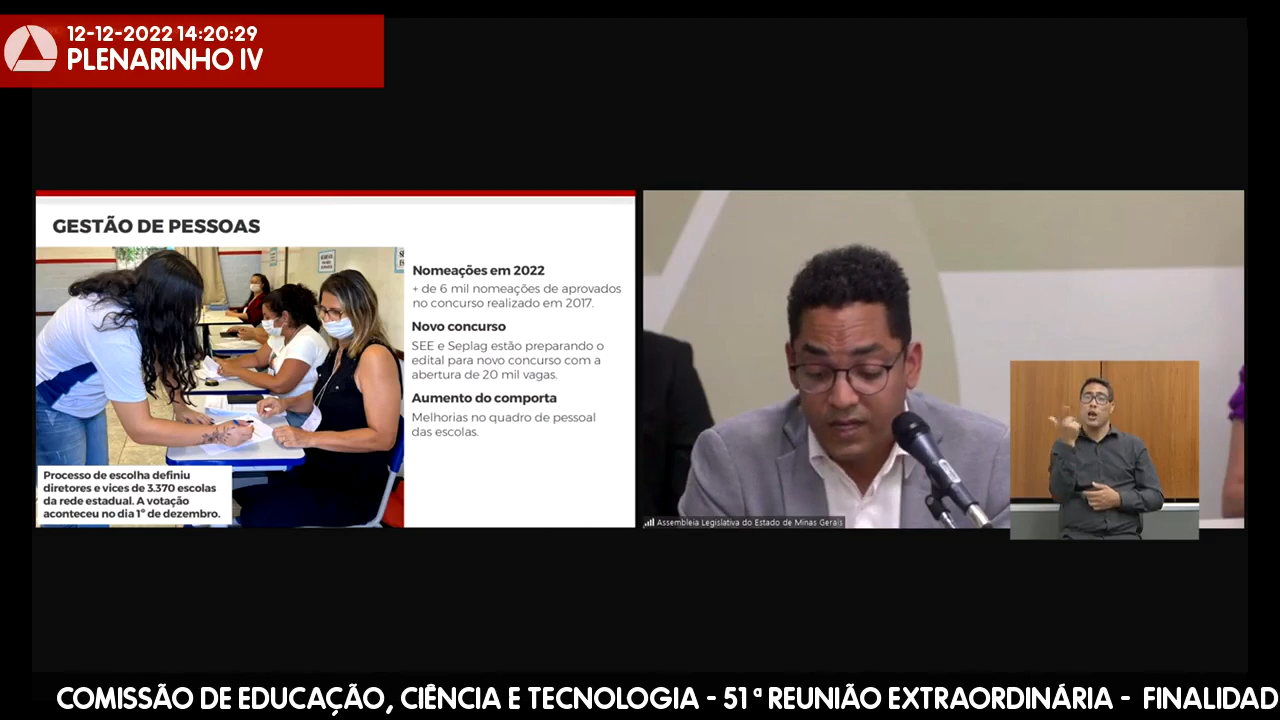 12-12-2022 14:20:29
PLENARINHO IV
GESTÃO DE PESSOAS
Nomeações em 2022
+ de 6 mil nomeações de aprovados
no concurso realizado em 2017.
Novo concurso
SEE e Seplag estão preparando o
edital para novo concurso com a
abertura de 20 mil vagas.
Aumento do comporta
Melhorias no quadro de pessoal
das escolas.
Processo de escolha definiu
diretores e vices de 3.370 escolas
da rede estadual. A votação
aconteceu no dia 1º de dezembro.
Assembleia Legislativa do Estado de Minas Gerais
COMISSÃO DE EDUCAÇÃO, CIÊNCIA E TECNOLOGIA - 51ª REUNIÃO EXTRAORDINÁRIA - FINALIDAD